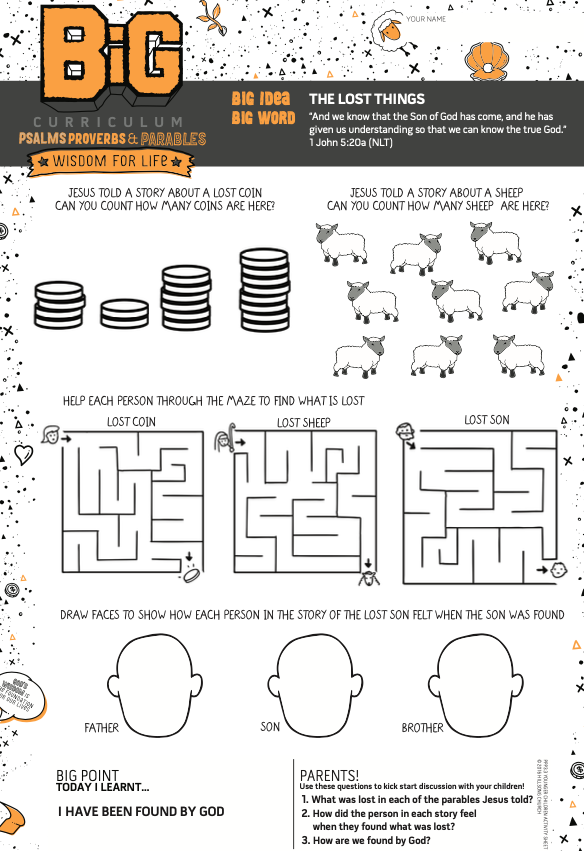 YOUR NAME
BiG
CURRICULUM
PSALMS PROVERBS & PARABLES
WISDOM FOR LIFE
BIG IDEA
THE LOST THINGS
BIG WORD
"And we know that the Son of God has come, and he has
given us understanding so that we can know the true God."
1 John 5:20a (NLT)
JESUS TOLD A STORY ABOUT A LOST COIN
CAN YOU COUNT HOW MANY COINS ARE HERE?
JESUS TOLD A STORY ABOUT A SHEEP
CAN YOU COUNT HOW MANY SHEEP ARE HERE?
HELP EACH PERSON THROUGH THE MAZE TO FIND WHAT IS LOST
LOST COIN
LOST SHEEP
LOST SON
DRAW FACES TO SHOW HOW EACH PERSON IN THE STORY OF THE LOST SON FELT WHEN THE SON WAS FOUND
FATHER
SON
BROTHER
BIG POINT
TODAY I LEARNT...
I HAVE BEEN FOUND BY GOD
PARENTS!
Use these questions to kick start discussion with your children!
1. What was lost in each of the parables Jesus told?
2. How did the person in each story feel
when they found what was lost?
3. How are we found by God?